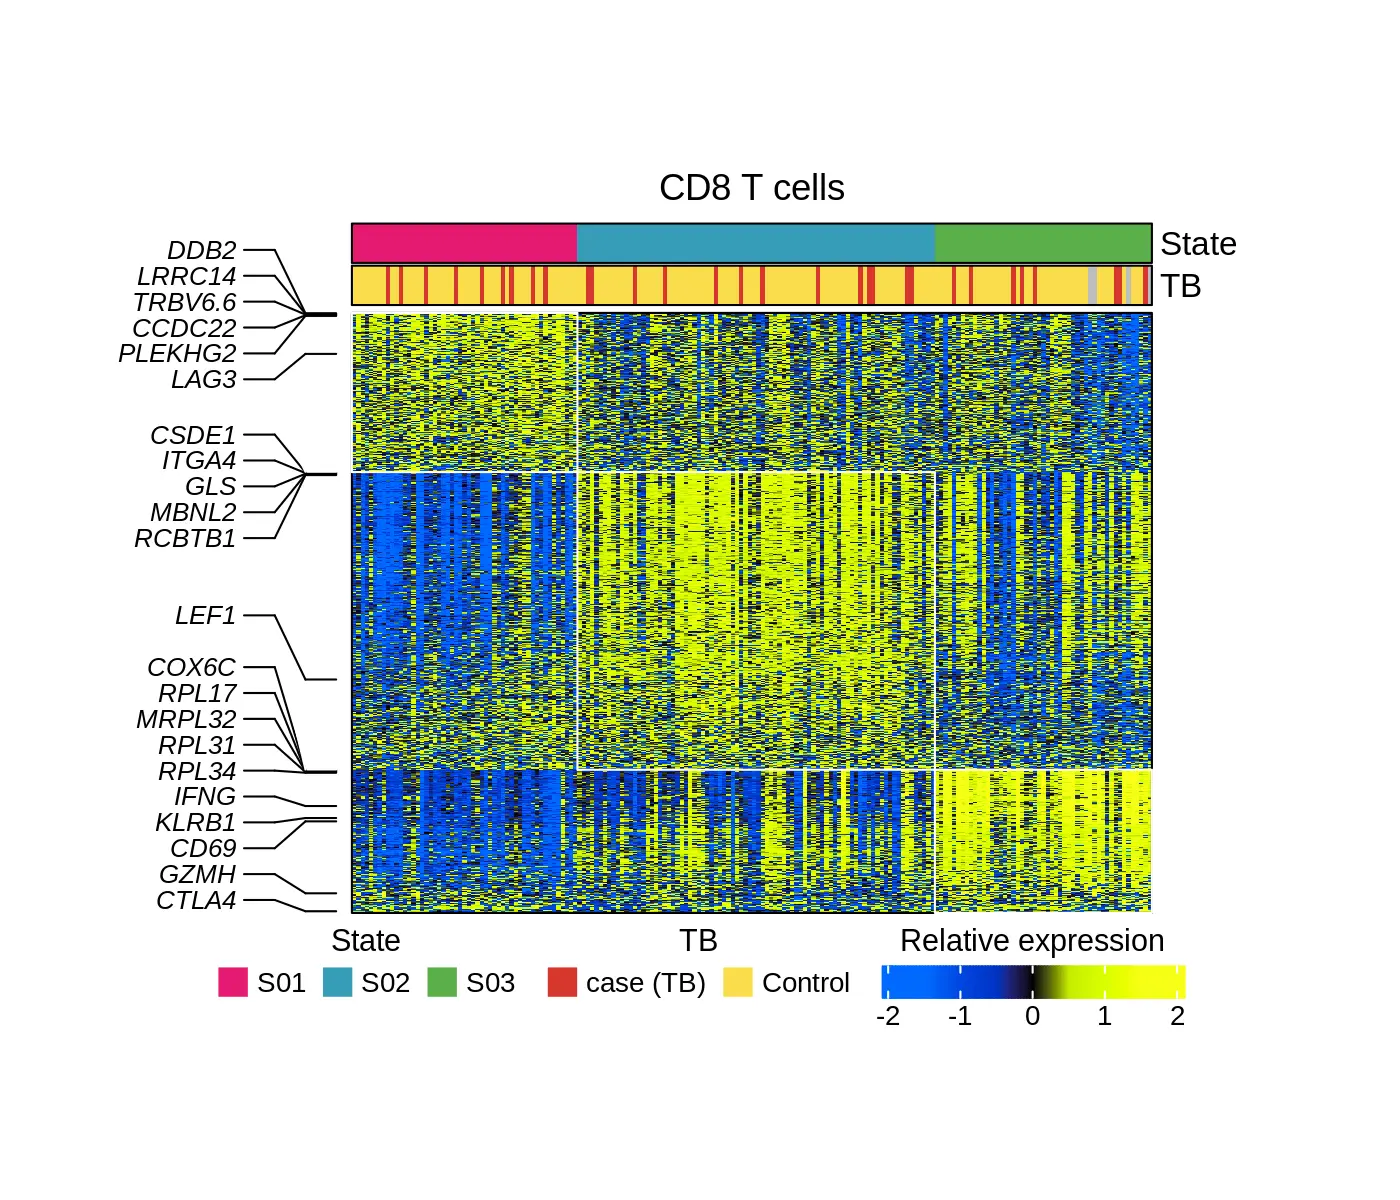 CD8 T cells
State
TB
DDB2
LRRC14
TRBV6.6
CCDC22
PLEKHG2
LAG3
CSDE1
ITGA4
GLS
MBNL2
RCBTB1
LEF1
COX6C
RPL17
MRPL32
RPL31
RPL34
IFNG
KLRB1
CD69
GZMH
CTLA4
State TB Relative expression
S01 S02 S03 case (TB) Control
-2 -1 0 1 2